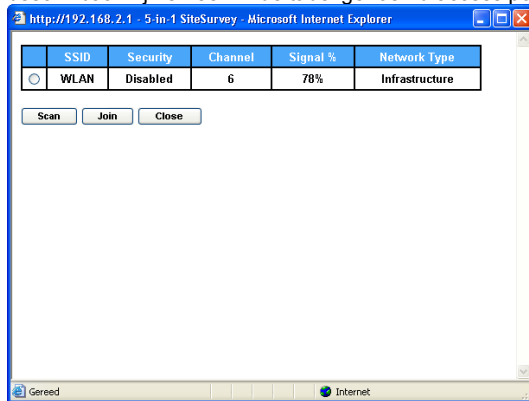 http://192.168.2.1 - 5-in-1 SiteSurvey - Microsoft Internet Explorer
SSID Security Channel Signal % Network Type
WLAN Disabled 6 78% Infrastructure
Scan Join Close
Gereed Internet